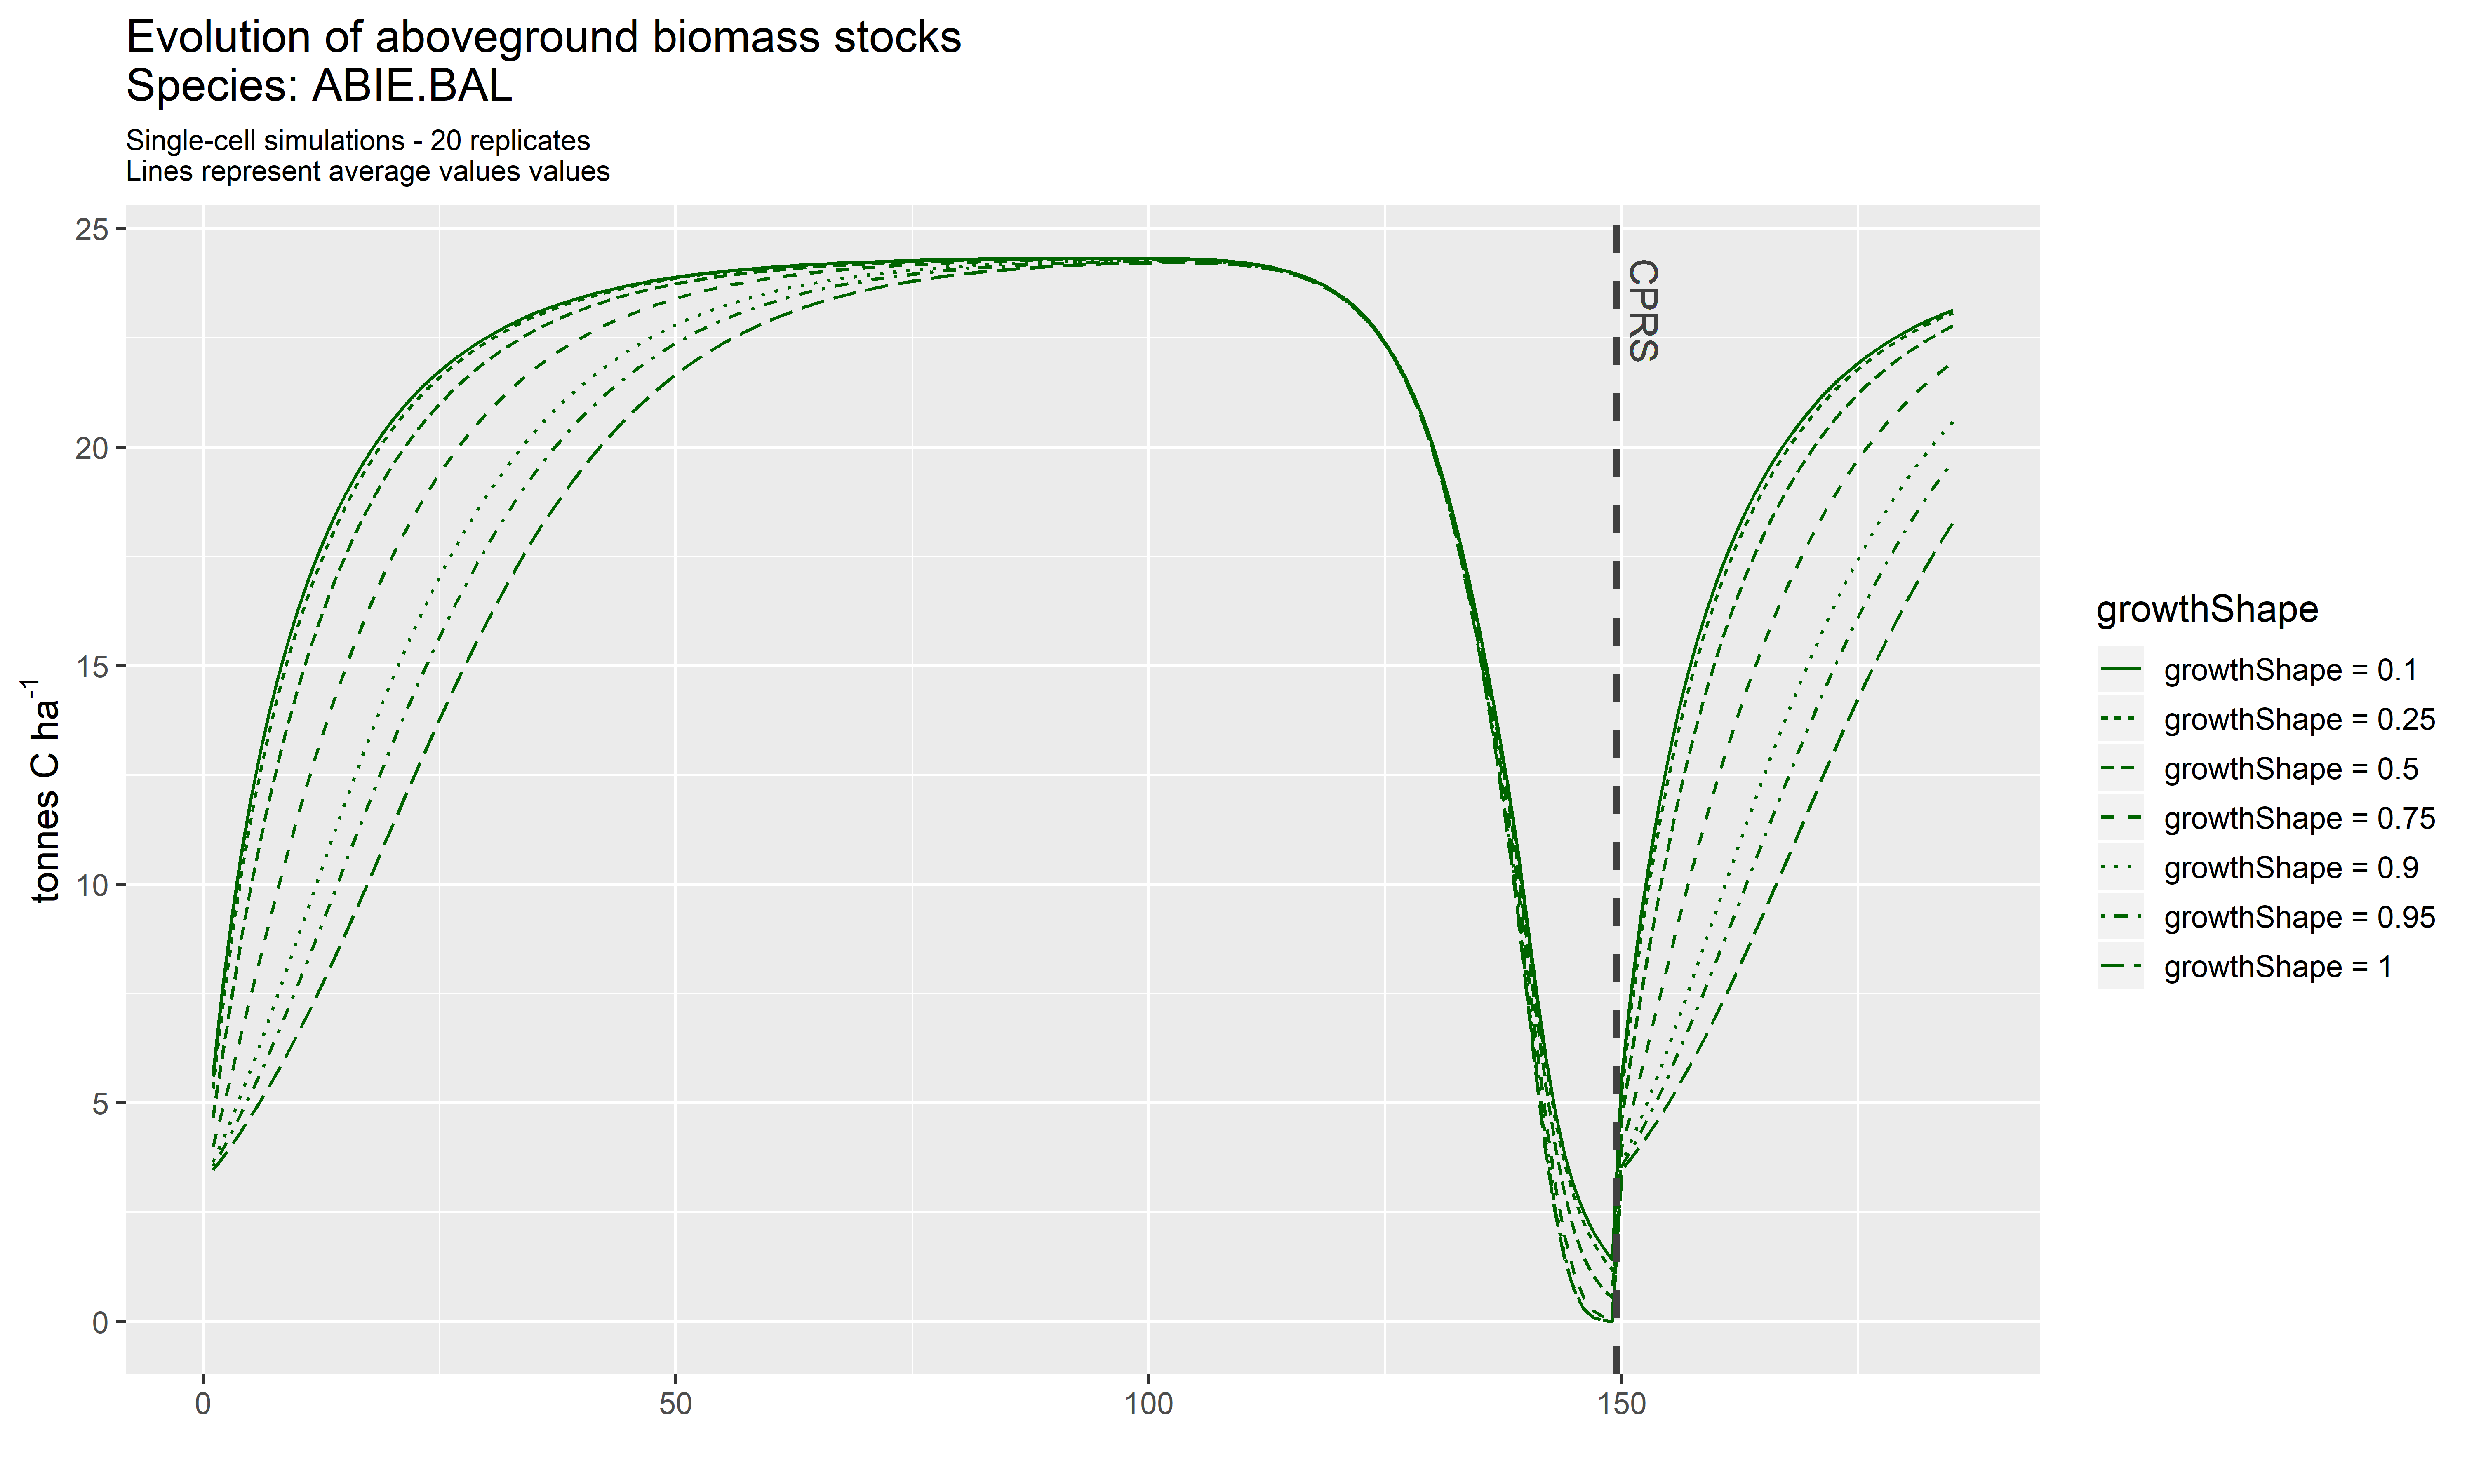 Evolution of aboveground biomass stocks
Species: ABIE.BAL
Single-cell simulations - 20 replicates
Lines represent average values values
tonnes C ha⁻¹
25
20
15
10
5
0
0
50
100
150
CPRS
growthShape
growthShape = 0.1
growthShape = 0.25
growthShape = 0.5
growthShape = 0.75
growthShape = 0.9
growthShape = 0.95
growthShape = 1